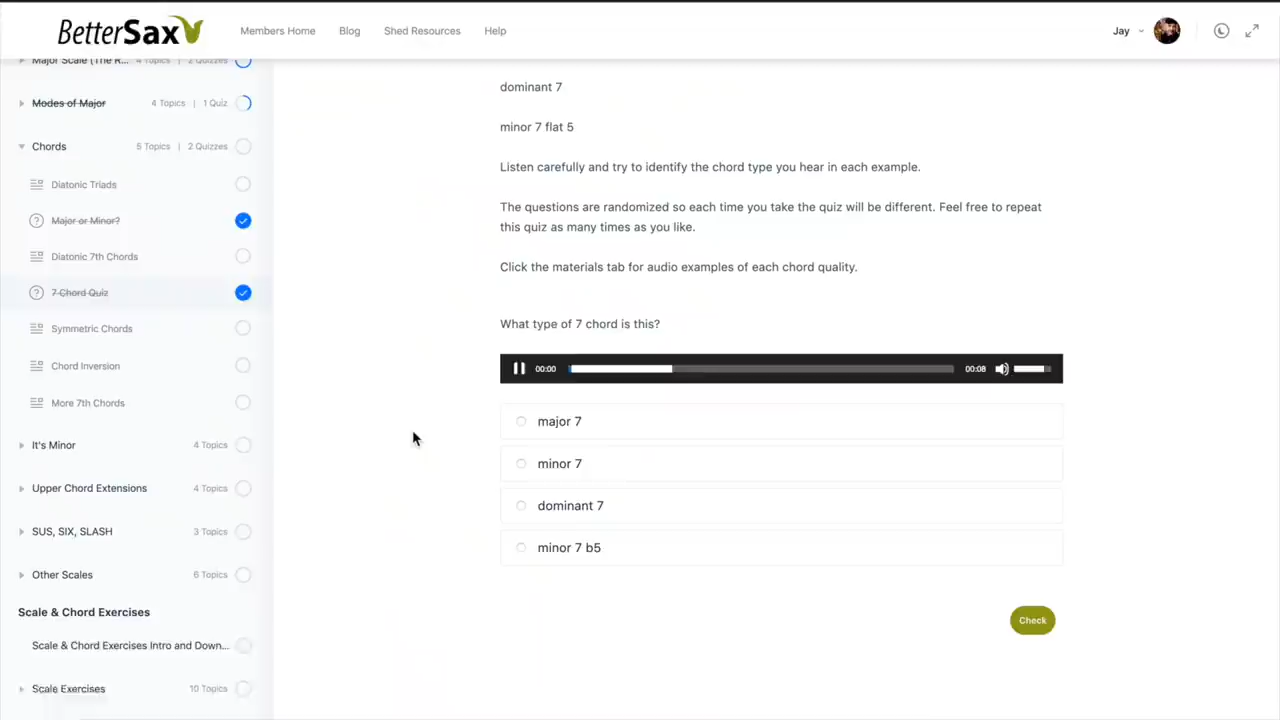 BetterSax
Members Home
Blog
Shed Resources
Help
Jay
Major Scale (The R... 4 Topics | 2 Quizzes
Modes of Major 4 Topics | 1 Quiz
Chords 5 Topics | 2 Quizzes
Diatonic Triads
Major or Minor?
Diatonic 7th Chords
7 Chord Quiz
Symmetric Chords
Chord Inversion
More 7th Chords
It's Minor 4 Topics
Upper Chord Extensions 4 Topics
SUS, SIX, SLASH 3 Topics
Other Scales 6 Topics
Scale & Chord Exercises
Scale & Chord Exercises Intro and Down...
Scale Exercises 10 Topics
dominant 7
minor 7 flat 5
Listen carefully and try to identify the chord type you hear in each example.
The questions are randomized so each time you take the quiz will be different. Feel free to repeat
this quiz as many times as you like.
Click the materials tab for audio examples of each chord quality.
What type of 7 chord is this?
00:00 00:08
major 7
minor 7
dominant 7
minor 7 b5
Check